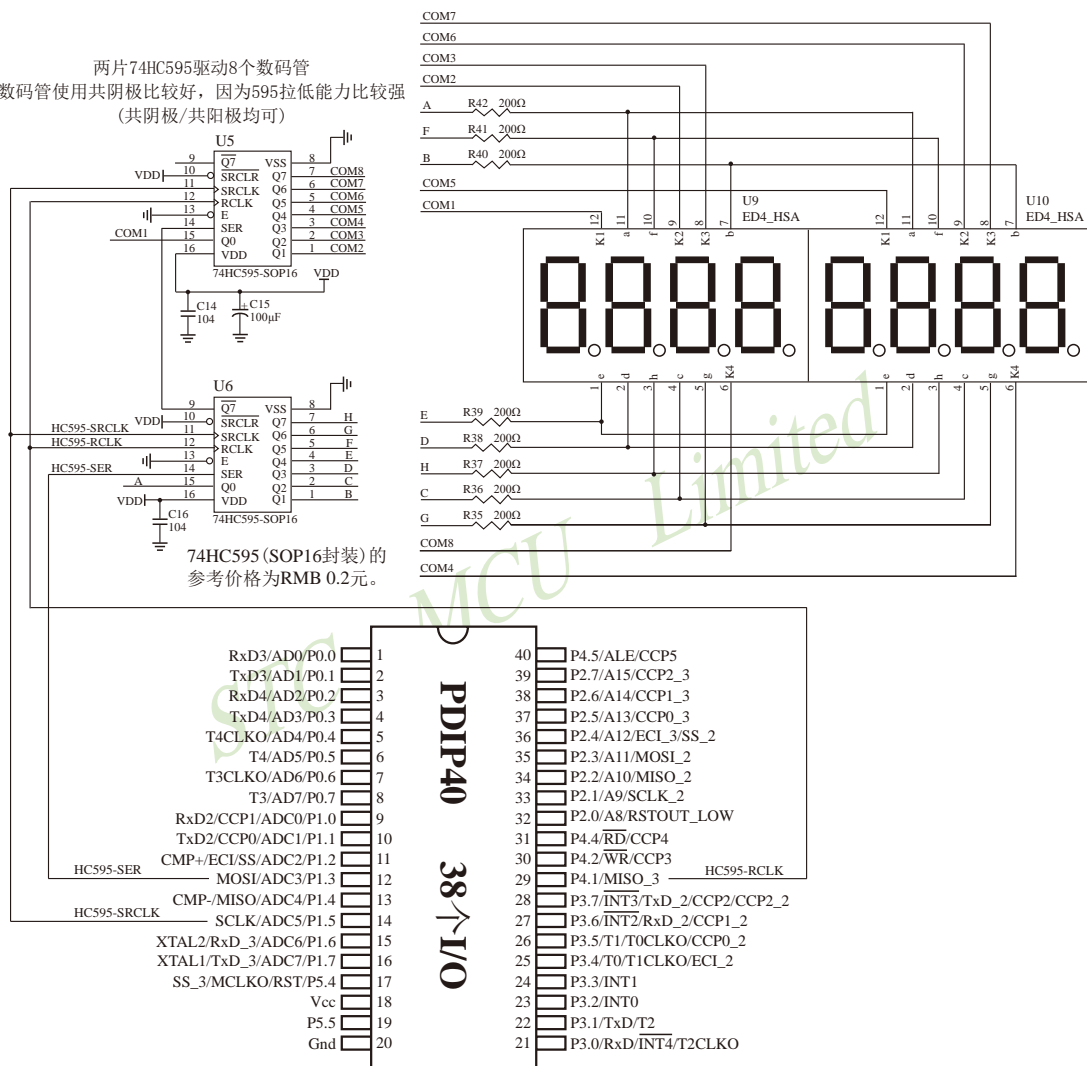 两片74HC595驱动8个数码管
数码管使用共阴极比较好，因为595拉低能力比较强
(共阴极/共阳极均可)
COM7
COM6
COM3
COM2
A R42 200Ω
F R41 200Ω
B R40 200Ω
COM5
COM1
U5
9 Q7 VSS 8
VDD 10 SRCLR Q7 7 COM8
11 SRCLK Q6 6 COM7
12 RCLK Q5 5 COM6
13 E Q4 4 COM5
14 SER Q3 3 COM4
COM1 15 Q0 Q2 2 COM3
16 VDD Q1 1 COM2
74HC595-SOP16
VDD
C14
104
+ C15
100μF
U9
ED4_HSA
12 11 10 9 8 7
K1 a f K2 K3 b
e d h c g K4
1 2 3 4 5 6
U10
ED4_HSA
12 11 10 9 8 7
K1 a f K2 K3 b
e d h c g K4
1 2 3 4 5 6
U6
9 Q7 VSS 8
VDD 10 SRCLR Q7 7 H
HC595-SRCLK 11 SRCLK Q6 6 G
HC595-RCLK 12 RCLK Q5 5 F
13 E Q4 4 E
HC595-SER 14 SER Q3 3 D
A 15 Q0 Q2 2 C
VDD 16 VDD Q1 1 B
74HC595-SOP16
C16
104
74HC595(SOP16封装)的
参考价格为RMB 0.2元。
E R39 200Ω
D R38 200Ω
H R37 200Ω
C R36 200Ω
G R35 200Ω
COM8
COM4
STC MCU Limited
PDIP40 38个I/O
RxD3/AD0/P0.0 1
TxD3/AD1/P0.1 2
RxD4/AD2/P0.2 3
TxD4/AD3/P0.3 4
T4CLKO/AD4/P0.4 5
T4/AD5/P0.5 6
T3CLKO/AD6/P0.6 7
T3/AD7/P0.7 8
RxD2/CCP1/ADC0/P1.0 9
TxD2/CCP0/ADC1/P1.1 10
CMP+/ECI/SS/ADC2/P1.2 11
HC595-SER MOSI/ADC3/P1.3 12
CMP-/MISO/ADC4/P1.4 13
HC595-SRCLK SCLK/ADC5/P1.5 14
XTAL2/RxD_3/ADC6/P1.6 15
XTAL1/TxD_3/ADC7/P1.7 16
SS_3/MCLKO/RST/P5.4 17
Vcc 18
P5.5 19
Gnd 20
40 P4.5/ALE/CCP5
39 P2.7/A15/CCP2_3
38 P2.6/A14/CCP1_3
37 P2.5/A13/CCP0_3
36 P2.4/A12/ECI_3/SS_2
35 P2.3/A11/MOSI_2
34 P2.2/A10/MISO_2
33 P2.1/A9/SCLK_2
32 P2.0/A8/RSTOUT_LOW
31 P4.4/RD/CCP4
30 P4.2/WR/CCP3
29 P4.1/MISO_3 HC595-RCLK
28 P3.7/INT3/TxD_2/CCP2/CCP2_2
27 P3.6/INT2/RxD_2/CCP1_2
26 P3.5/T1/T0CLKO/CCP0_2
25 P3.4/T0/T1CLKO/ECI_2
24 P3.3/INT1
23 P3.2/INT0
22 P3.1/TxD/T2
21 P3.0/RxD/INT4/T2CLKO